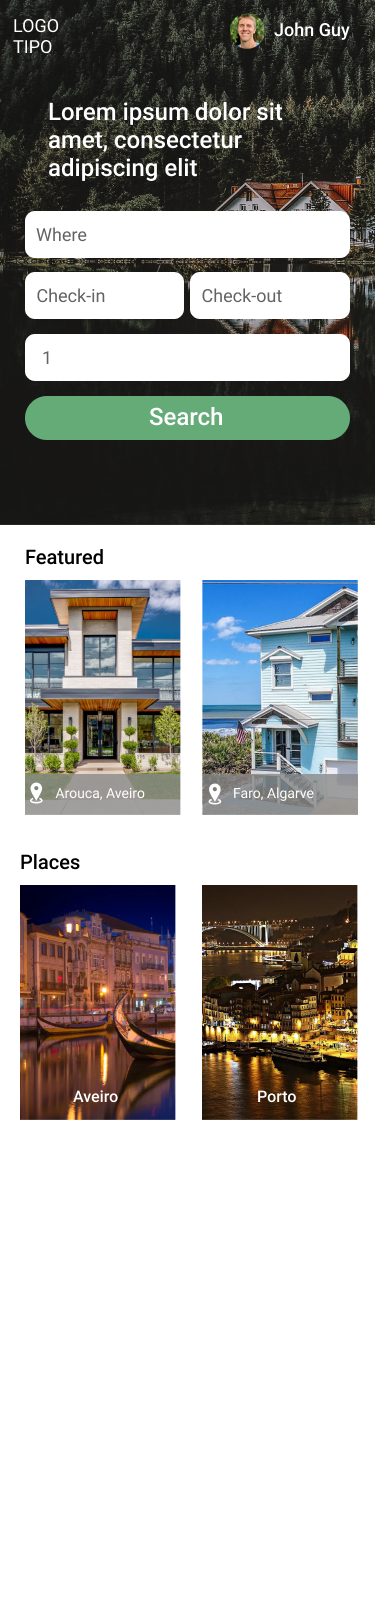 LOGO
TIPO
John Guy
Lorem ipsum dolor sit
amet, consectetur
adipiscing elit
Where
Check-in
Check-out
1
Search
Featured
Arouca, Aveiro
Faro, Algarve
Places
Aveiro
Porto